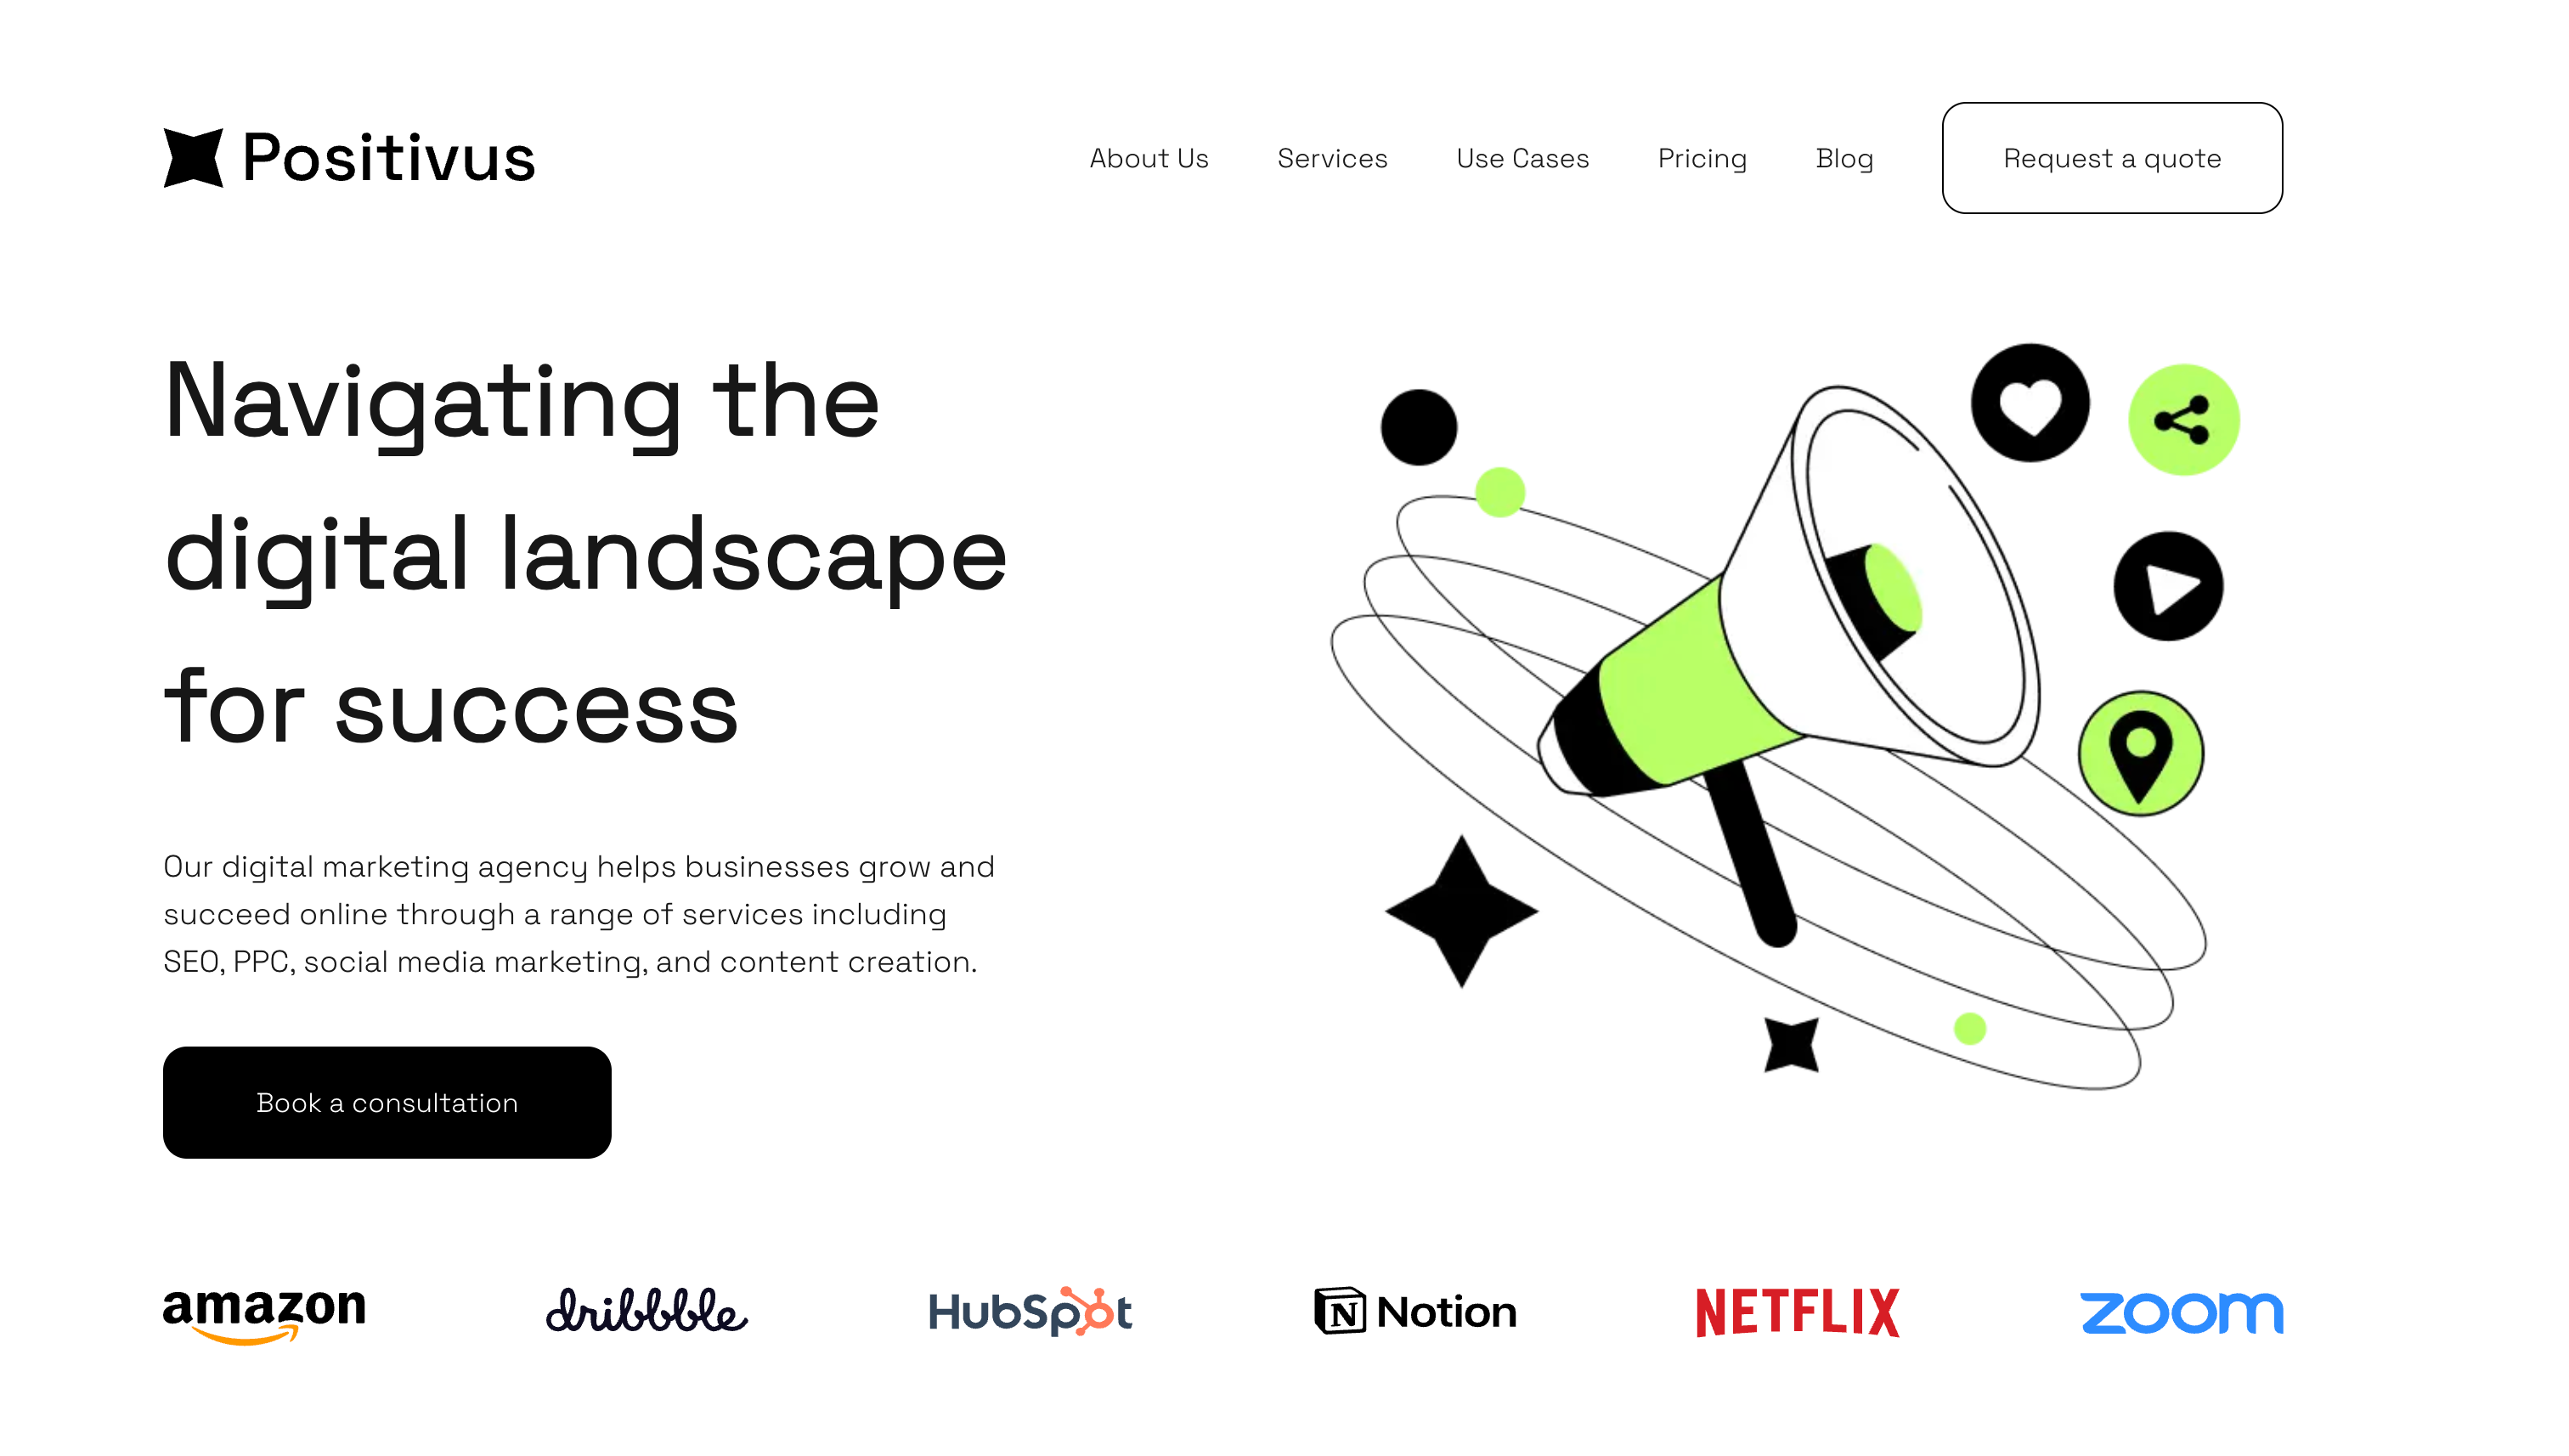 Positivus
About Us
Services
Use Cases
Pricing
Blog
Request a quote
Navigating the
digital landscape
for success
Our digital marketing agency helps businesses grow and
succeed online through a range of services including
SEO, PPC, social media marketing, and content creation.
Book a consultation
amazon
dribbble
HubSpot
N Notion
NETFLIX
zoom